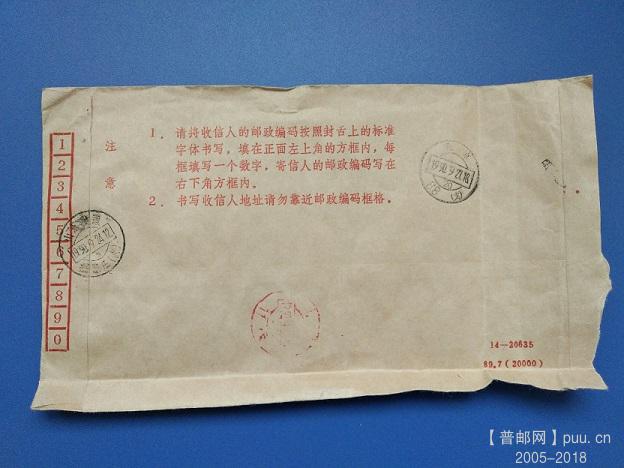 1
2
3
4
5
6
7
8
9
0
注
意
1. 请将收信人的邮政编码按照封舌上的标准
字体书写,填在正面左上角的方框内,每
框填写一个数字,寄信人的邮政编码写在
右下角方框内。
2. 书写收信人地址请勿靠近邮政编码框格。
14—20635
89.7(20000)
【普邮网】puu.cn
2005-2018